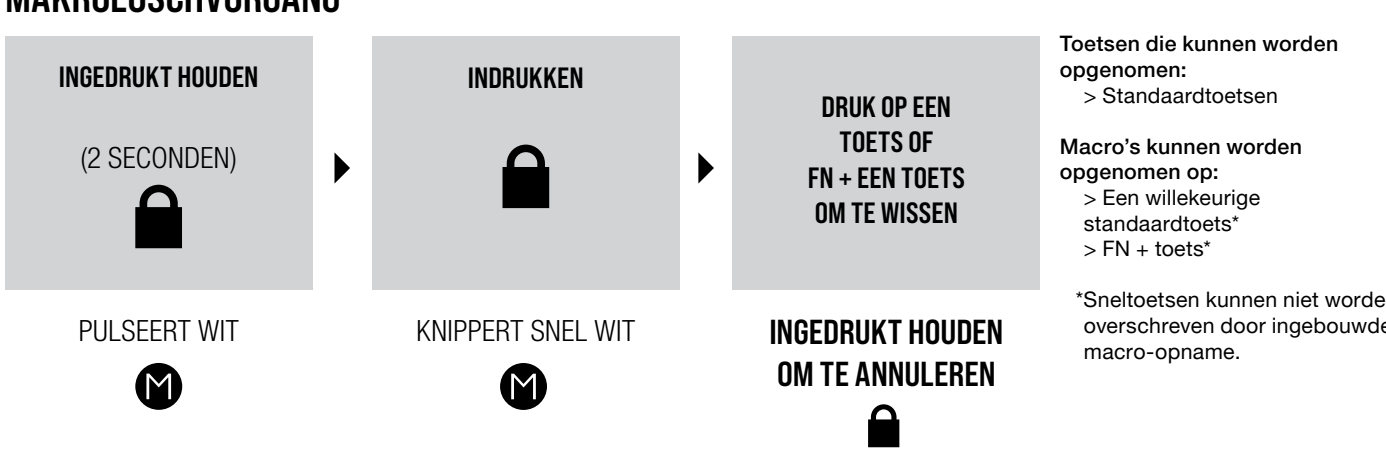 INGEDRUKT HOUDEN
(2 SECONDEN)
PULSEERT WIT
M
INDRUKKEN
KNIPPERT SNEL WIT
M
DRUK OP EEN
TOETS OF
FN + EEN TOETS
OM TE WISSEN
INGEDRUKT HOUDEN
OM TE ANNULEREN
Toetsen die kunnen worden
opgenomen:
> Standaardtoetsen
Macro’s kunnen worden
opgenomen op:
> Een willekeurige
standaardtoets*
> FN + toets*
*Sneltoetsen kunnen niet worde
overschreven door ingebouwde
macro-opname.